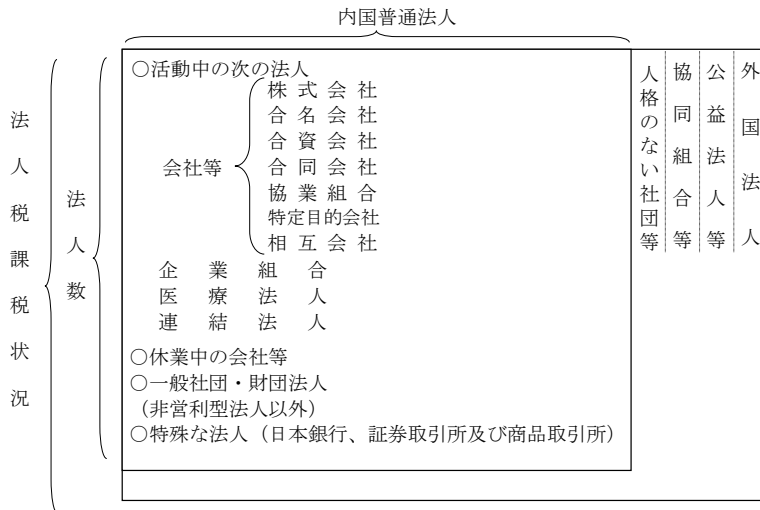 内国普通法人
○活動中の次の法人
株式会社
合名会社
合資会社
会社等
合同会社
協業組合
特定目的会社
相互会社
企業組合
医療法人
連結法人
○休業中の会社等
○一般社団・財団法人
(非営利型法人以外)
○特殊な法人(日本銀行、証券取引所及び商品取引所)
人格のない社団等
協同組合等
公益法人等
外国法人
法人数
法人税課税状況